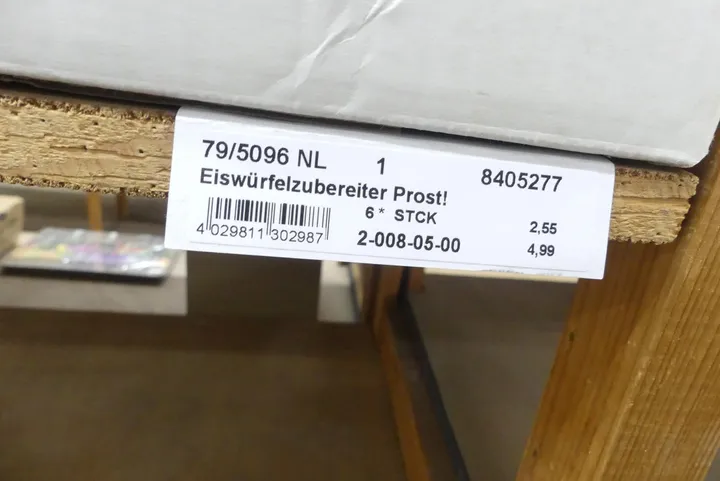 79/5096 NL 1 8405277
Eiswürfelzubereiter Prost!
6 * STCK 2,55
4 029811 302987 2-008-05-00 4,99